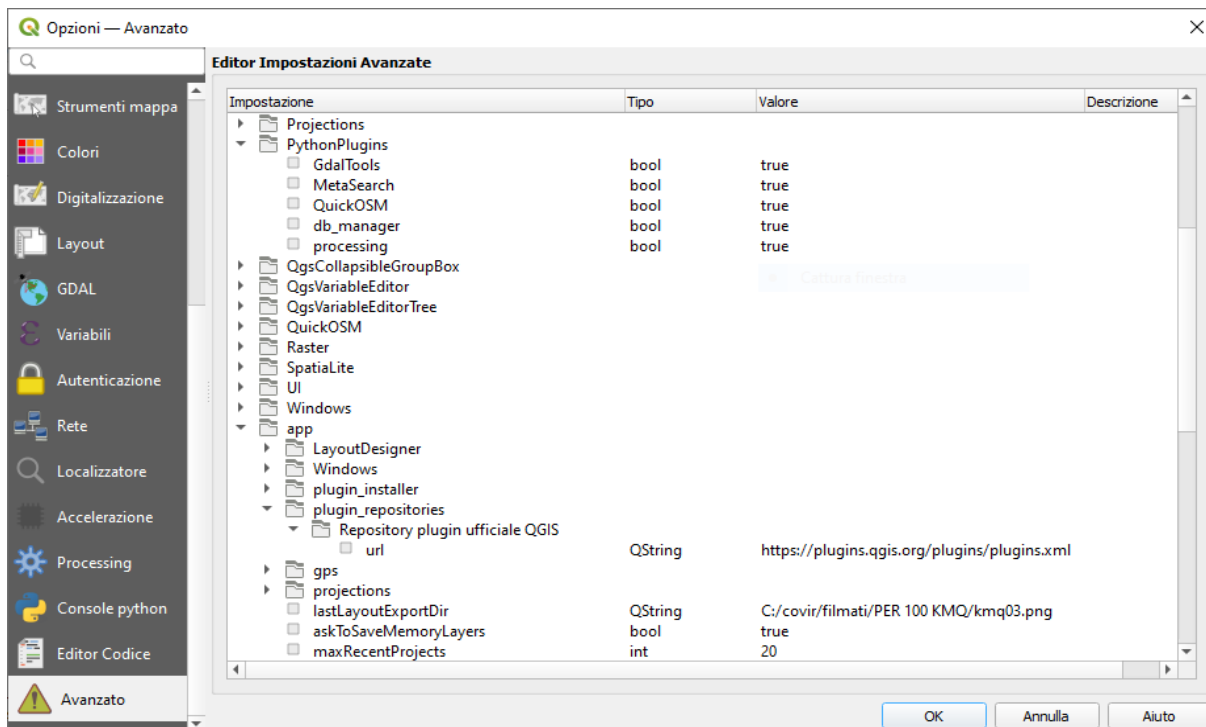 Opzioni — Avanzato
Editor Impostazioni Avanzate
Strumenti mappa
Colori
Digitalizzazione
Layout
GDAL
Variabili
Autenticazione
Rete
Localizzatore
Accelerazione
Processing
Console python
Editor Codice
Avanzato
Impostazione Tipo Valore Descrizione
Projections
PythonPlugins
GdalTools bool true
MetaSearch bool true
QuickOSM bool true
db_manager bool true
processing bool true
QgsCollapsibleGroupBox
Cattura finestra
QgsVariableEditor
QgsVariableEditorTree
QuickOSM
Raster
SpatiaLite
UI
Windows
app
LayoutDesigner
Windows
plugin_installer
plugin_repositories
Repository plugin ufficiale QGIS
url QString https://plugins.qgis.org/plugins/plugins.xml
gps
projections
lastLayoutExportDir QString C:/covir/filmati/PER 100 KMQ/kmq03.png
askToSaveMemoryLayers bool true
maxRecentProjects int 20
OK Annulla Aiuto